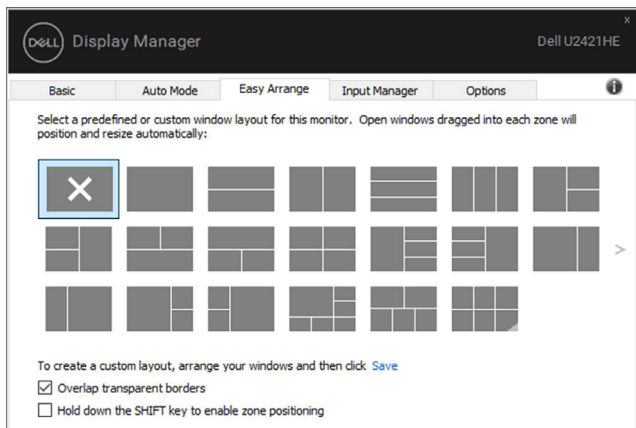 DELL Display Manager
x
Dell U2421HE
Basic Auto Mode Easy Arrange Input Manager Options
Select a predefined or custom window layout for this monitor. Open windows dragged into each zone will
position and resize automatically:
>
To create a custom layout, arrange your windows and then click Save
Overlap transparent borders
Hold down the SHIFT key to enable zone positioning